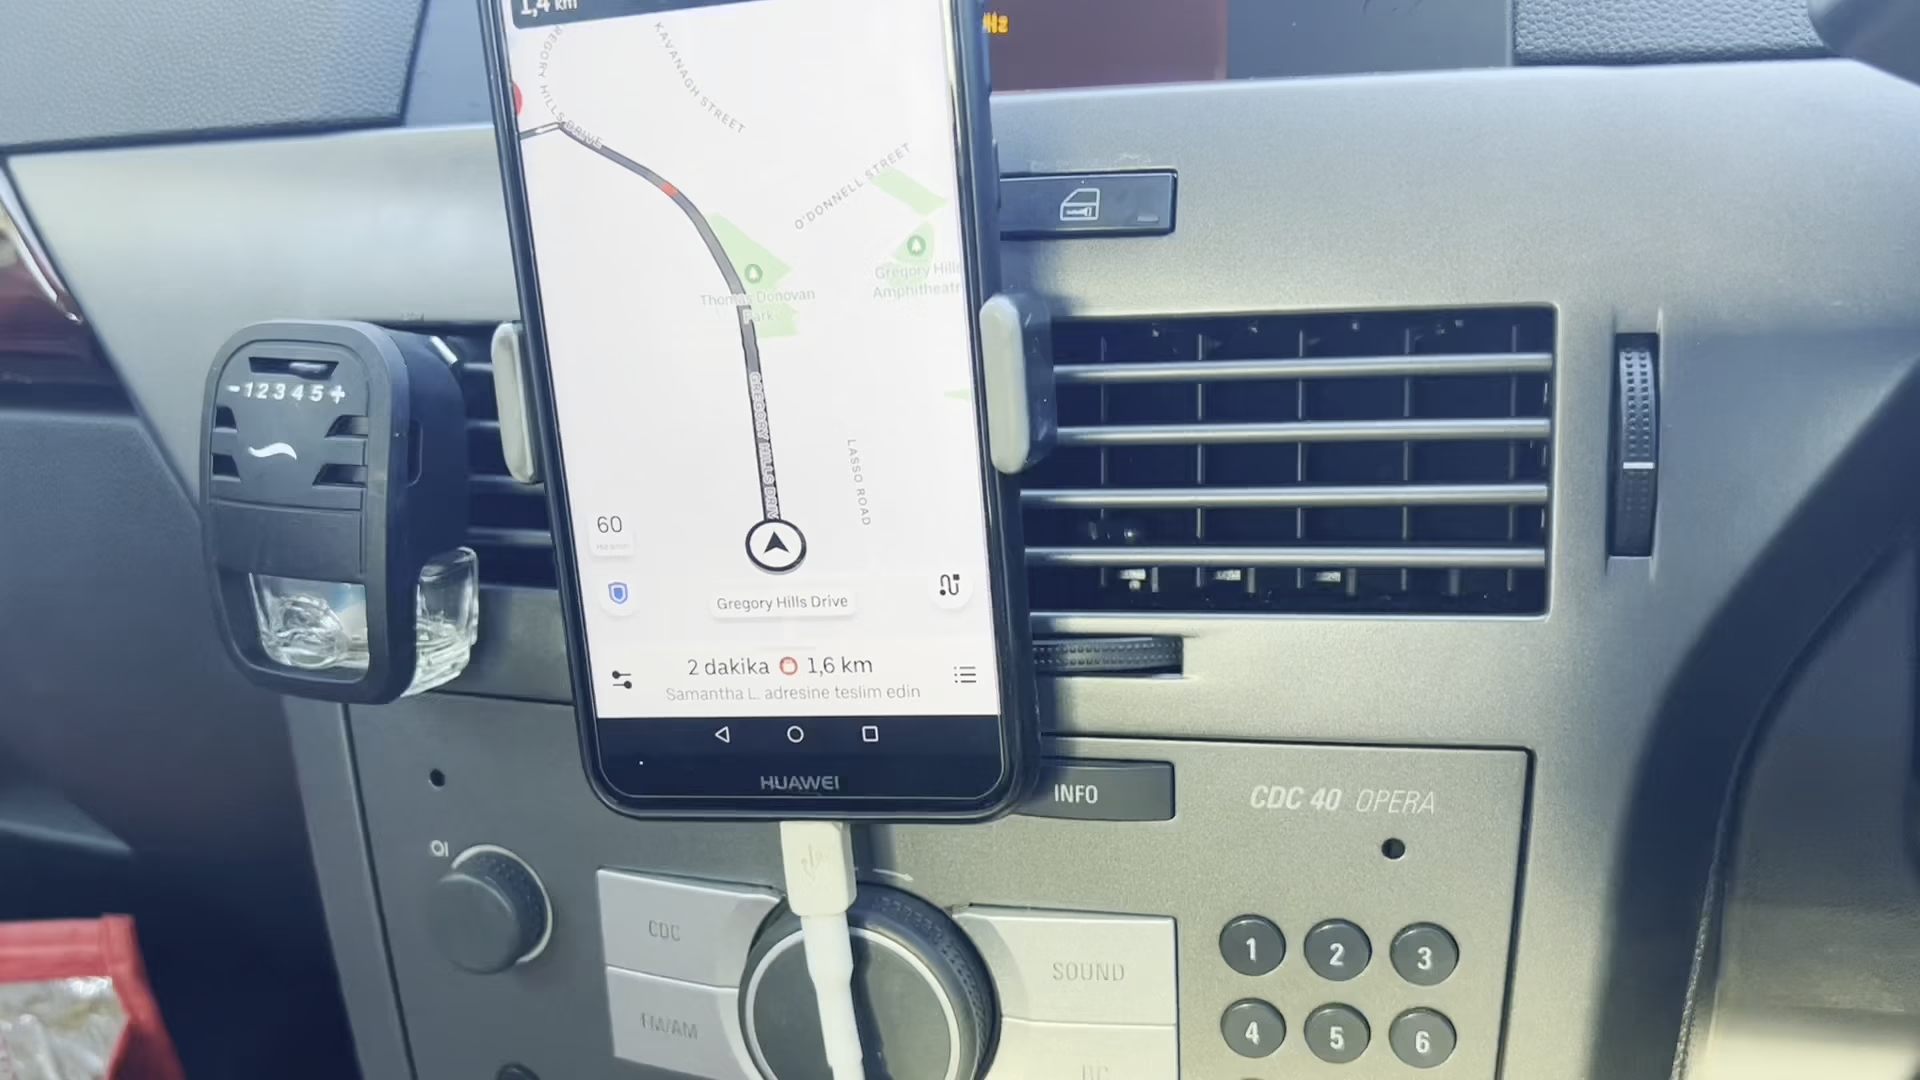 1,4 km
Hz
KAVANAGH STREET
GREGORY HILLS DRIVE
O'DONNELL STREET
Gregory Hills
Amphitheatr
Thomas Donovan
Park
-12345+
GREGORY HILLS DRIV
LASSO ROAD
60
Gregory Hills Drive
2 dakika 1,6 km
Samantha L. adresine teslim edin
HUAWEI
INFO
CDC 40 OPERA
CDC
SOUND
1 2 3
FM/AM
4 5 6